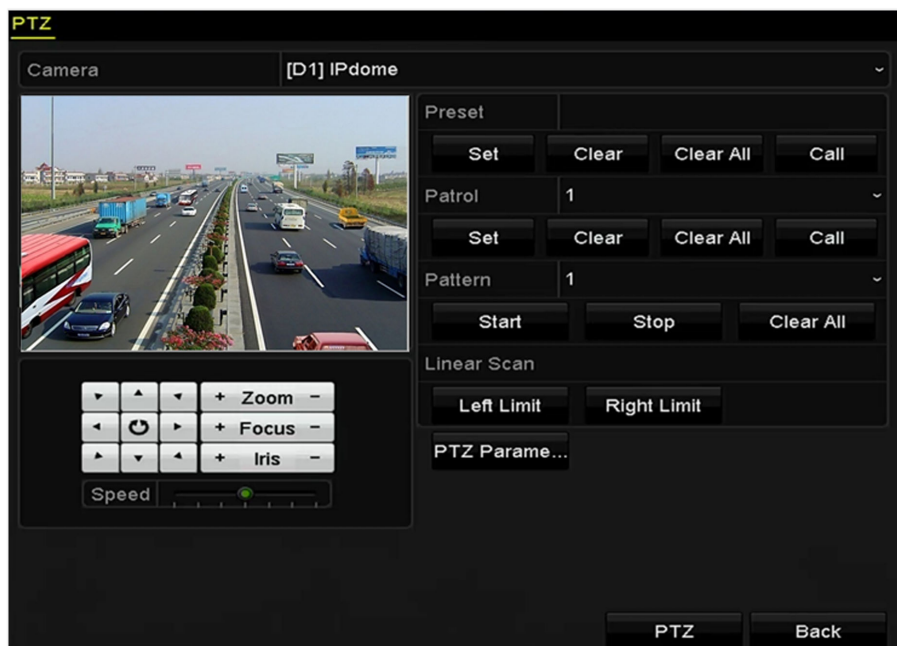 PTZ
Camera [D1] IPdome
Preset
Set Clear Clear All Call
Patrol 1
Set Clear Clear All Call
Pattern 1
Start Stop Clear All
Linear Scan
Left Limit Right Limit
PTZ Parame...
+ Zoom -
+ Focus -
+ Iris -
Speed
PTZ Back